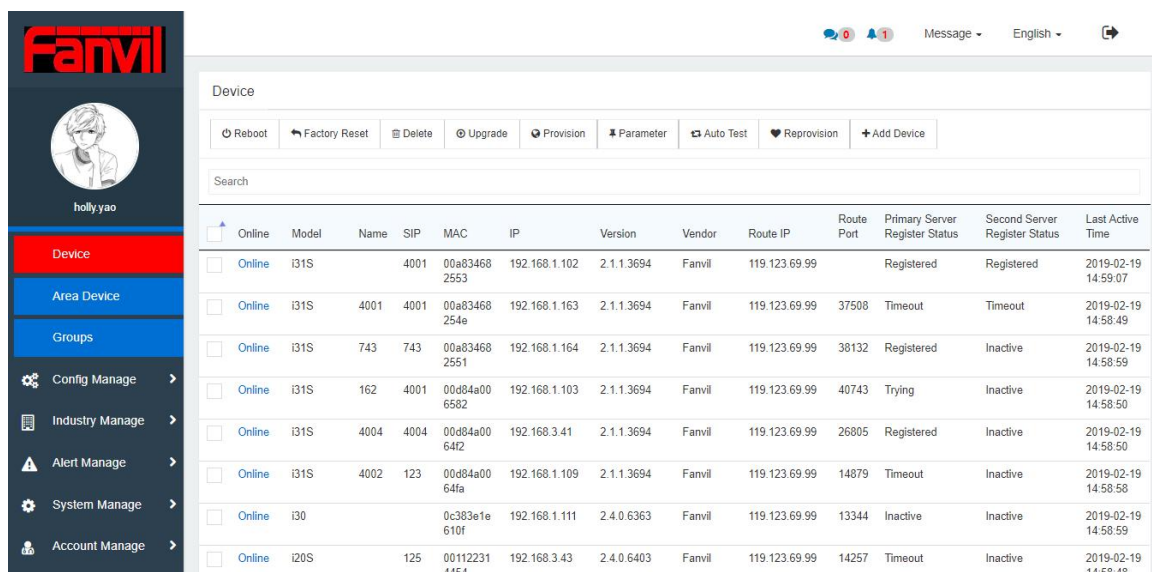 Fanvil
0 1 Message English
holly.yao
Device
Area Device
Groups
Config Manage
Industry Manage
Alert Manage
System Manage
Account Manage
Device
Reboot Factory Reset Delete Upgrade Provision Parameter Auto Test Reprovision Add Device
Search
Online Model Name SIP MAC IP Version Vendor Route IP Route Port Primary Server Register Status Second Server Register Status Last Active Time
Online i31S 4001 00a83468 192.168.1.102 2.1.1.3694 Fanvil 119.123.69.99 Registered Registered 2019-02-19
2553 14:59:07
Online i31S 4001 4001 00a83468 192.168.1.163 2.1.1.3694 Fanvil 119.123.69.99 37508 Timeout Timeout 2019-02-19
254e 14:58:49
Online i31S 743 743 00a83468 192.168.1.164 2.1.1.3694 Fanvil 119.123.69.99 38132 Registered Inactive 2019-02-19
2551 14:58:59
Online i31S 162 4001 00d84a00 192.168.1.103 2.1.1.3694 Fanvil 119.123.69.99 40743 Trying Inactive 2019-02-19
6582 14:58:50
Online i31S 4004 4004 00d84a00 192.168.3.41 2.1.1.3694 Fanvil 119.123.69.99 26805 Registered Inactive 2019-02-19
64f2 14:58:50
Online i31S 4002 123 00d84a00 192.168.1.109 2.1.1.3694 Fanvil 119.123.69.99 14879 Timeout Inactive 2019-02-19
64fa 14:58:58
Online i30 0c383e1e 192.168.1.111 2.4.0.6363 Fanvil 119.123.69.99 13344 Inactive Inactive 2019-02-19
610f 14:58:59
Online i20S 125 00112231 192.168.3.43 2.4.0.6403 Fanvil 119.123.69.99 14257 Timeout Inactive 2019-02-19